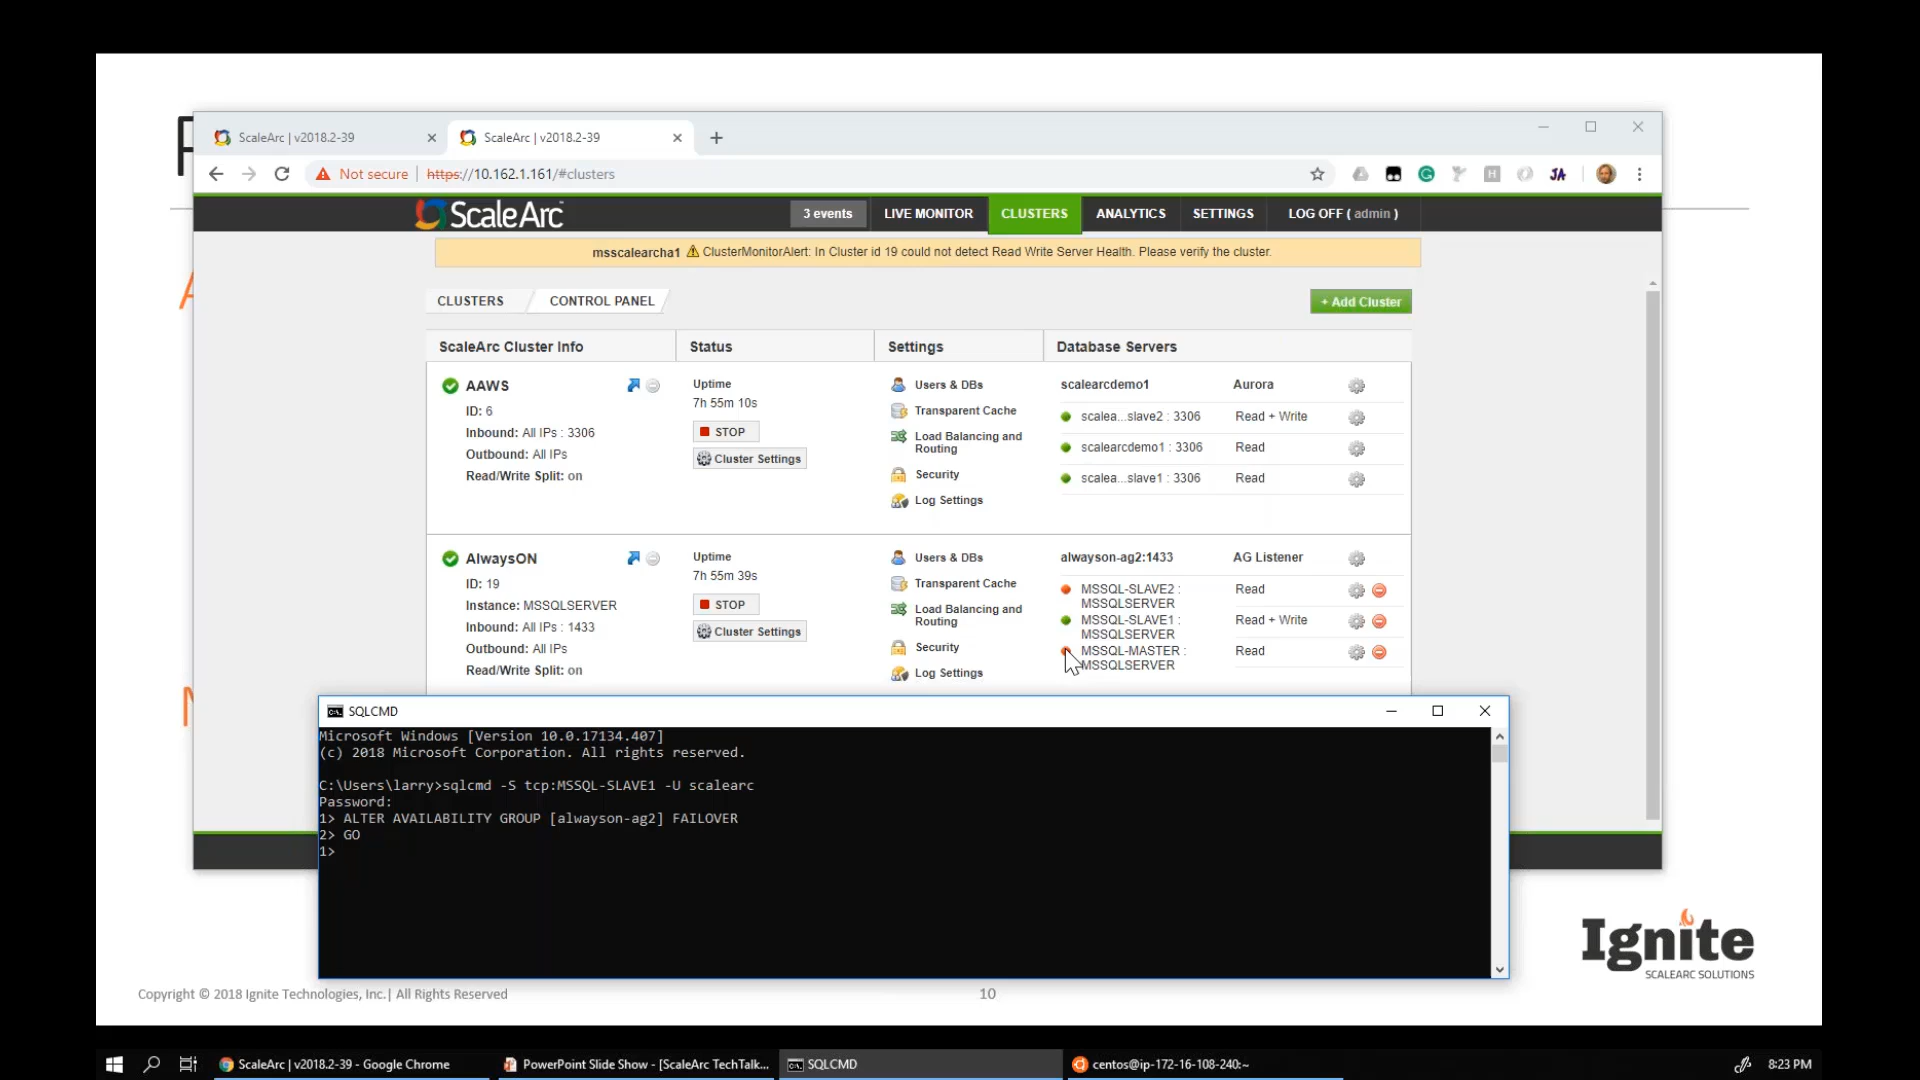 ScaleArc | v2018.2-39
ScaleArc | v2018.2-39
Not secure
https://10.162.1.161/#clusters
ScaleArc
3 events
LIVE MONITOR
CLUSTERS
ANALYTICS
SETTINGS
LOG OFF ( admin )
msscalearcha1 ClusterMonitorAlert: In Cluster id 19 could not detect Read Write Server Health. Please verify the cluster.
CLUSTERS
CONTROL PANEL
+ Add Cluster
ScaleArc Cluster Info
Status
Settings
Database Servers
AAWS
ID: 6
Inbound: All IPs : 3306
Outbound: All IPs
Read/Write Split: on
Uptime
7h 55m 10s
STOP
Cluster Settings
Users & DBs
Transparent Cache
Load Balancing and
Routing
Security
Log Settings
scalearcdemo1 Aurora
scalea...slave2 : 3306 Read + Write
scalearcdemo1 : 3306 Read
scalea...slave1 : 3306 Read
AlwaysON
ID: 19
Instance: MSSQLSERVER
Inbound: All IPs : 1433
Outbound: All IPs
Read/Write Split: on
Uptime
7h 55m 39s
STOP
Cluster Settings
Users & DBs
Transparent Cache
Load Balancing and
Routing
Security
Log Settings
alwayson-ag2:1433 AG Listener
MSSQL-SLAVE2 : Read
MSSQLSERVER
MSSQL-SLAVE1 : Read + Write
MSSQLSERVER
MSSQL-MASTER : Read
MSSQLSERVER
SQLCMD
Microsoft Windows [Version 10.0.17134.407]
(c) 2018 Microsoft Corporation. All rights reserved.
C:\Users\larry>sqlcmd -S tcp:MSSQL-SLAVE1 -U scalearc
Password:
1> ALTER AVAILABILITY GROUP [alwayson-ag2] FAILOVER
2> GO
1>
Ignite
SCALEARC SOLUTIONS
Copyright © 2018 Ignite Technologies, Inc.| All Rights Reserved
10
ScaleArc | v2018.2-39 - Google Chrome
PowerPoint Slide Show - [ScaleArc TechTalk...
SQLCMD
centos@ip-172-16-108-240:~
8:23 PM